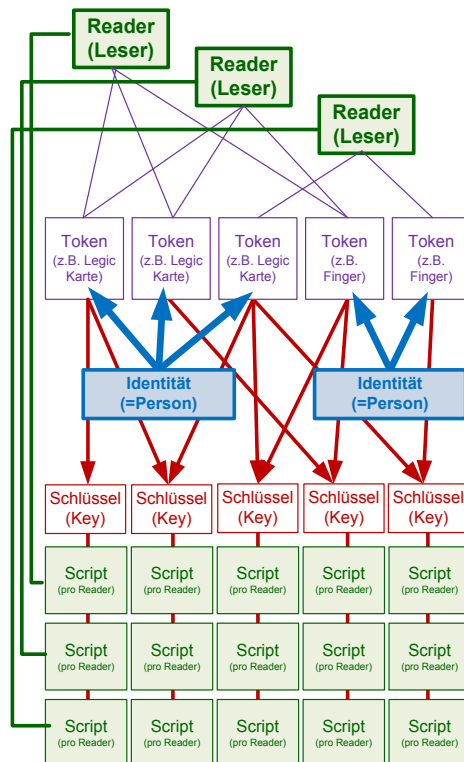 Reader
(Leser)
Reader
(Leser)
Reader
(Leser)
Token
(z.B. Legic
Karte)
Token
(z.B. Legic
Karte)
Token
(z.B. Legic
Karte)
Token
(z.B.
Finger)
Token
(z.B.
Finger)
Identität
(=Person)
Identität
(=Person)
Schlüssel
(Key)
Schlüssel
(Key)
Schlüssel
(Key)
Schlüssel
(Key)
Schlüssel
(Key)
Script
(pro Reader)
Script
(pro Reader)
Script
(pro Reader)
Script
(pro Reader)
Script
(pro Reader)
Script
(pro Reader)
Script
(pro Reader)
Script
(pro Reader)
Script
(pro Reader)
Script
(pro Reader)
Script
(pro Reader)
Script
(pro Reader)
Script
(pro Reader)
Script
(pro Reader)
Script
(pro Reader)